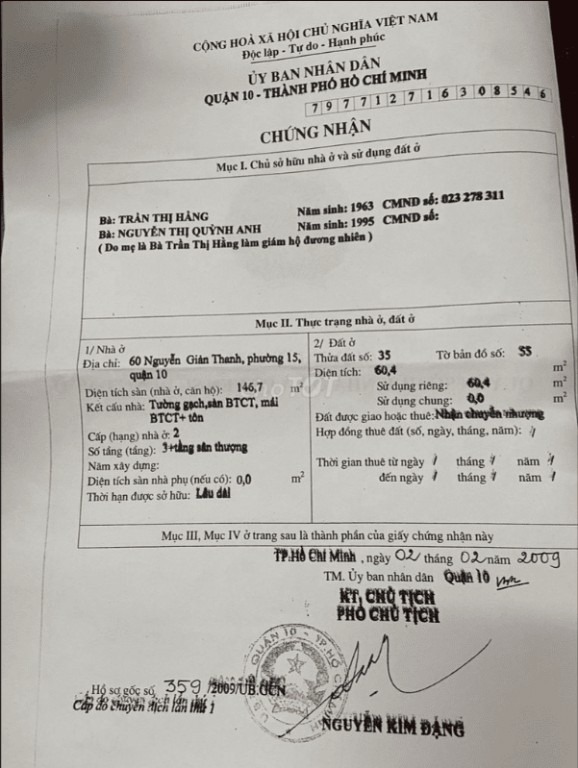 CỘNG HOÀ XÃ HỘI CHỦ NGHĨA VIỆT NAM
Độc lập - Tự do - Hạnh phúc
ỦY BAN NHÂN DÂN
QUẬN 10 - THÀNH PHỐ HỒ CHÍ MINH
7 9 7 7 1 2 7 1 6 3 0 8 5 4 6
CHỨNG NHẬN
Mục I. Chủ sở hữu nhà ở và sử dụng đất ở
Bà: TRẦN THỊ HẰNG Năm sinh: 1963 CMND số: 023 278 311
Bà: NGUYỄN THỊ QUỲNH ANH Năm sinh: 1995 CMND số:
( Do mẹ là Bà Trần Thị Hằng làm giám hộ đương nhiên )
Mục II. Thực trạng nhà ở, đất ở
1/ Nhà ở
Địa chỉ: 60 Nguyễn Giản Thanh, phường 15,
quận 10
Diện tích sàn (nhà ở, căn hộ): 146,7 m²
Kết cấu nhà: Tường gạch,sàn BTCT, mái
BTCT+ tôn
Cấp (hạng) nhà ở: 2
Số tầng (tầng): 3+tầng sân thượng
Năm xây dựng:
Diện tích sàn nhà phụ (nếu có): 0,0 m²
Thời hạn được sở hữu: Lâu dài
2/ Đất ở
Thửa đất số: 35 Tờ bản đồ số: 55
Diện tích: 60,4 m²
Sử dụng riêng: 60,4 m²
Sử dụng chung: 0,0 m²
Đất được giao hoặc thuê: Nhận chuyển nhượng
Hợp đồng thuê đất (số, ngày, tháng, năm): /
Thời gian thuê từ ngày / tháng / năm /
đến ngày / tháng / năm /
Mục III, Mục IV ở trang sau là thành phần của giấy chứng nhận này
TP.Hồ Chí Minh, ngày 02 tháng 02 năm 2009
TM. Ủy ban nhân dân Quận 10
KT. CHỦ TỊCH
PHÓ CHỦ TỊCH
Hồ sơ gốc số 359 /2009/UB.GCN
Cấp do chuyển dịch lần thứ 1
NGUYỄN KIM ĐẶNG